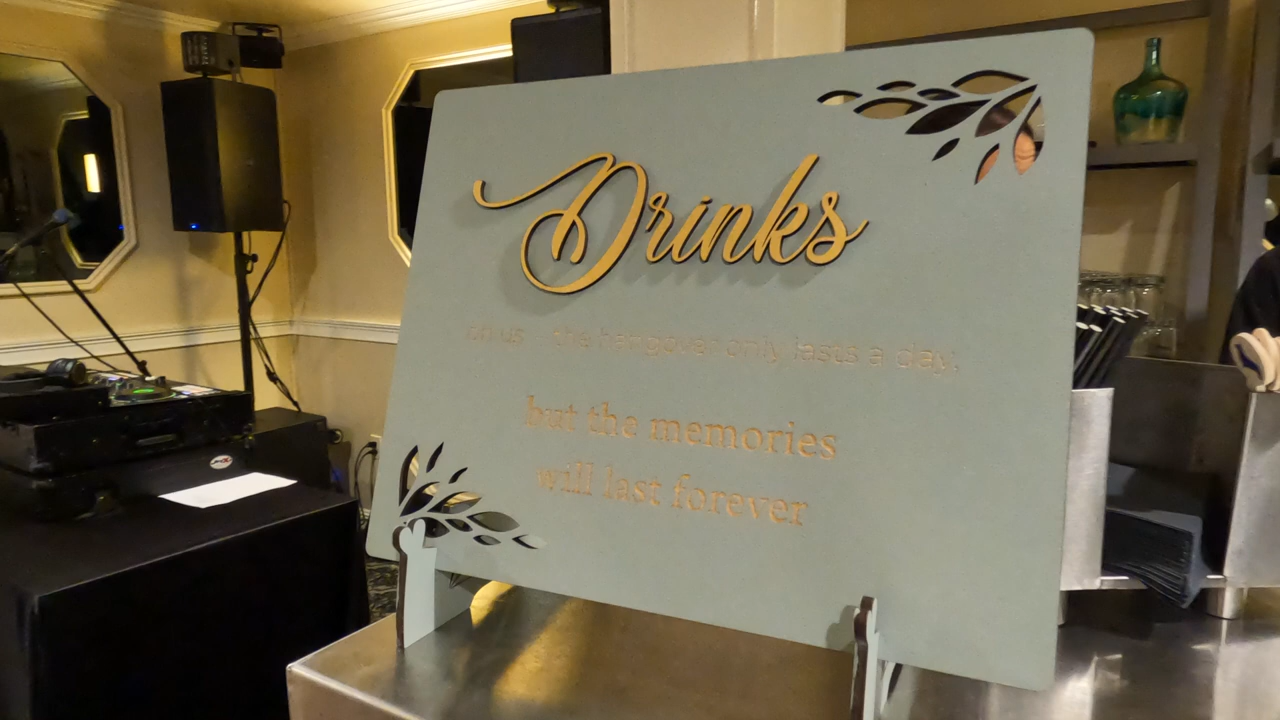 Drinks
on us - the hangover only lasts a day,
but the memories
will last forever